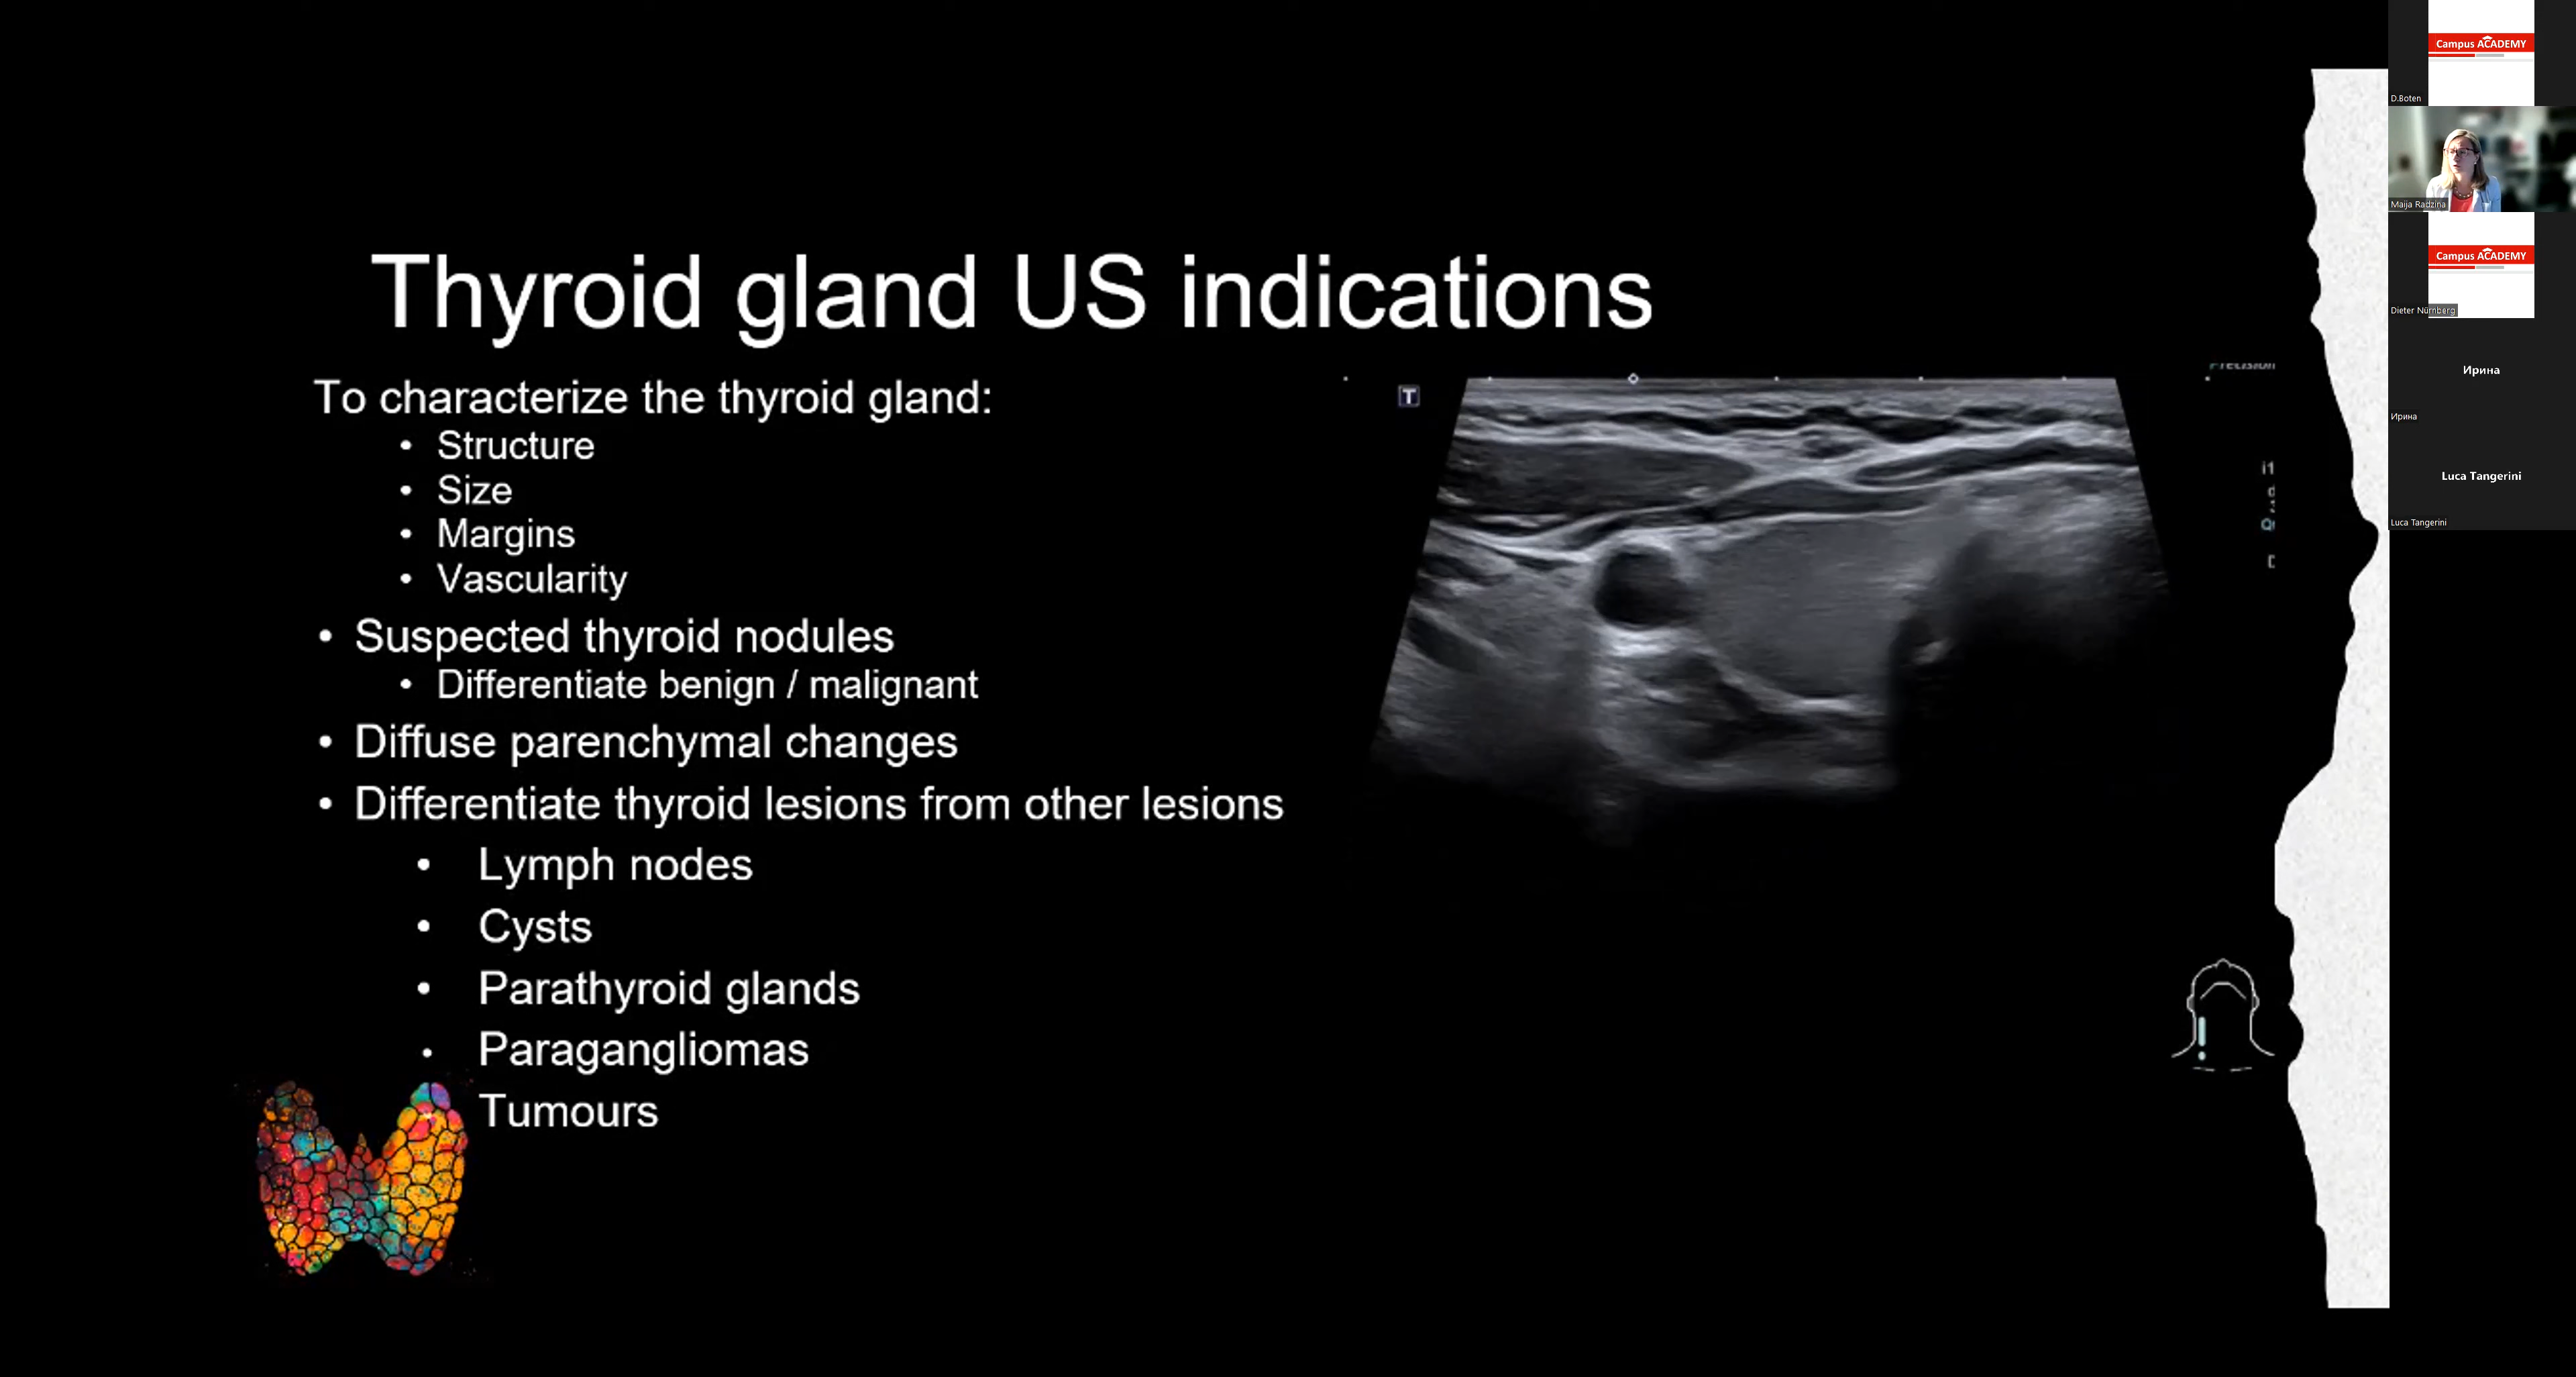 Thyroid gland US indications
To characterize the thyroid gland:
• Structure
• Size
• Margins
• Vascularity
• Suspected thyroid nodules
• Differentiate benign / malignant
• Diffuse parenchymal changes
• Differentiate thyroid lesions from other lesions
• Lymph nodes
• Cysts
• Parathyroid glands
• Paragangliomas
Tumours
T
Campus ACADEMY
D.Boten
Maija Radzina
Campus ACADEMY
Dieter Nürnberg
Ирина
Ирина
Luca Tangerini
Luca Tangerini